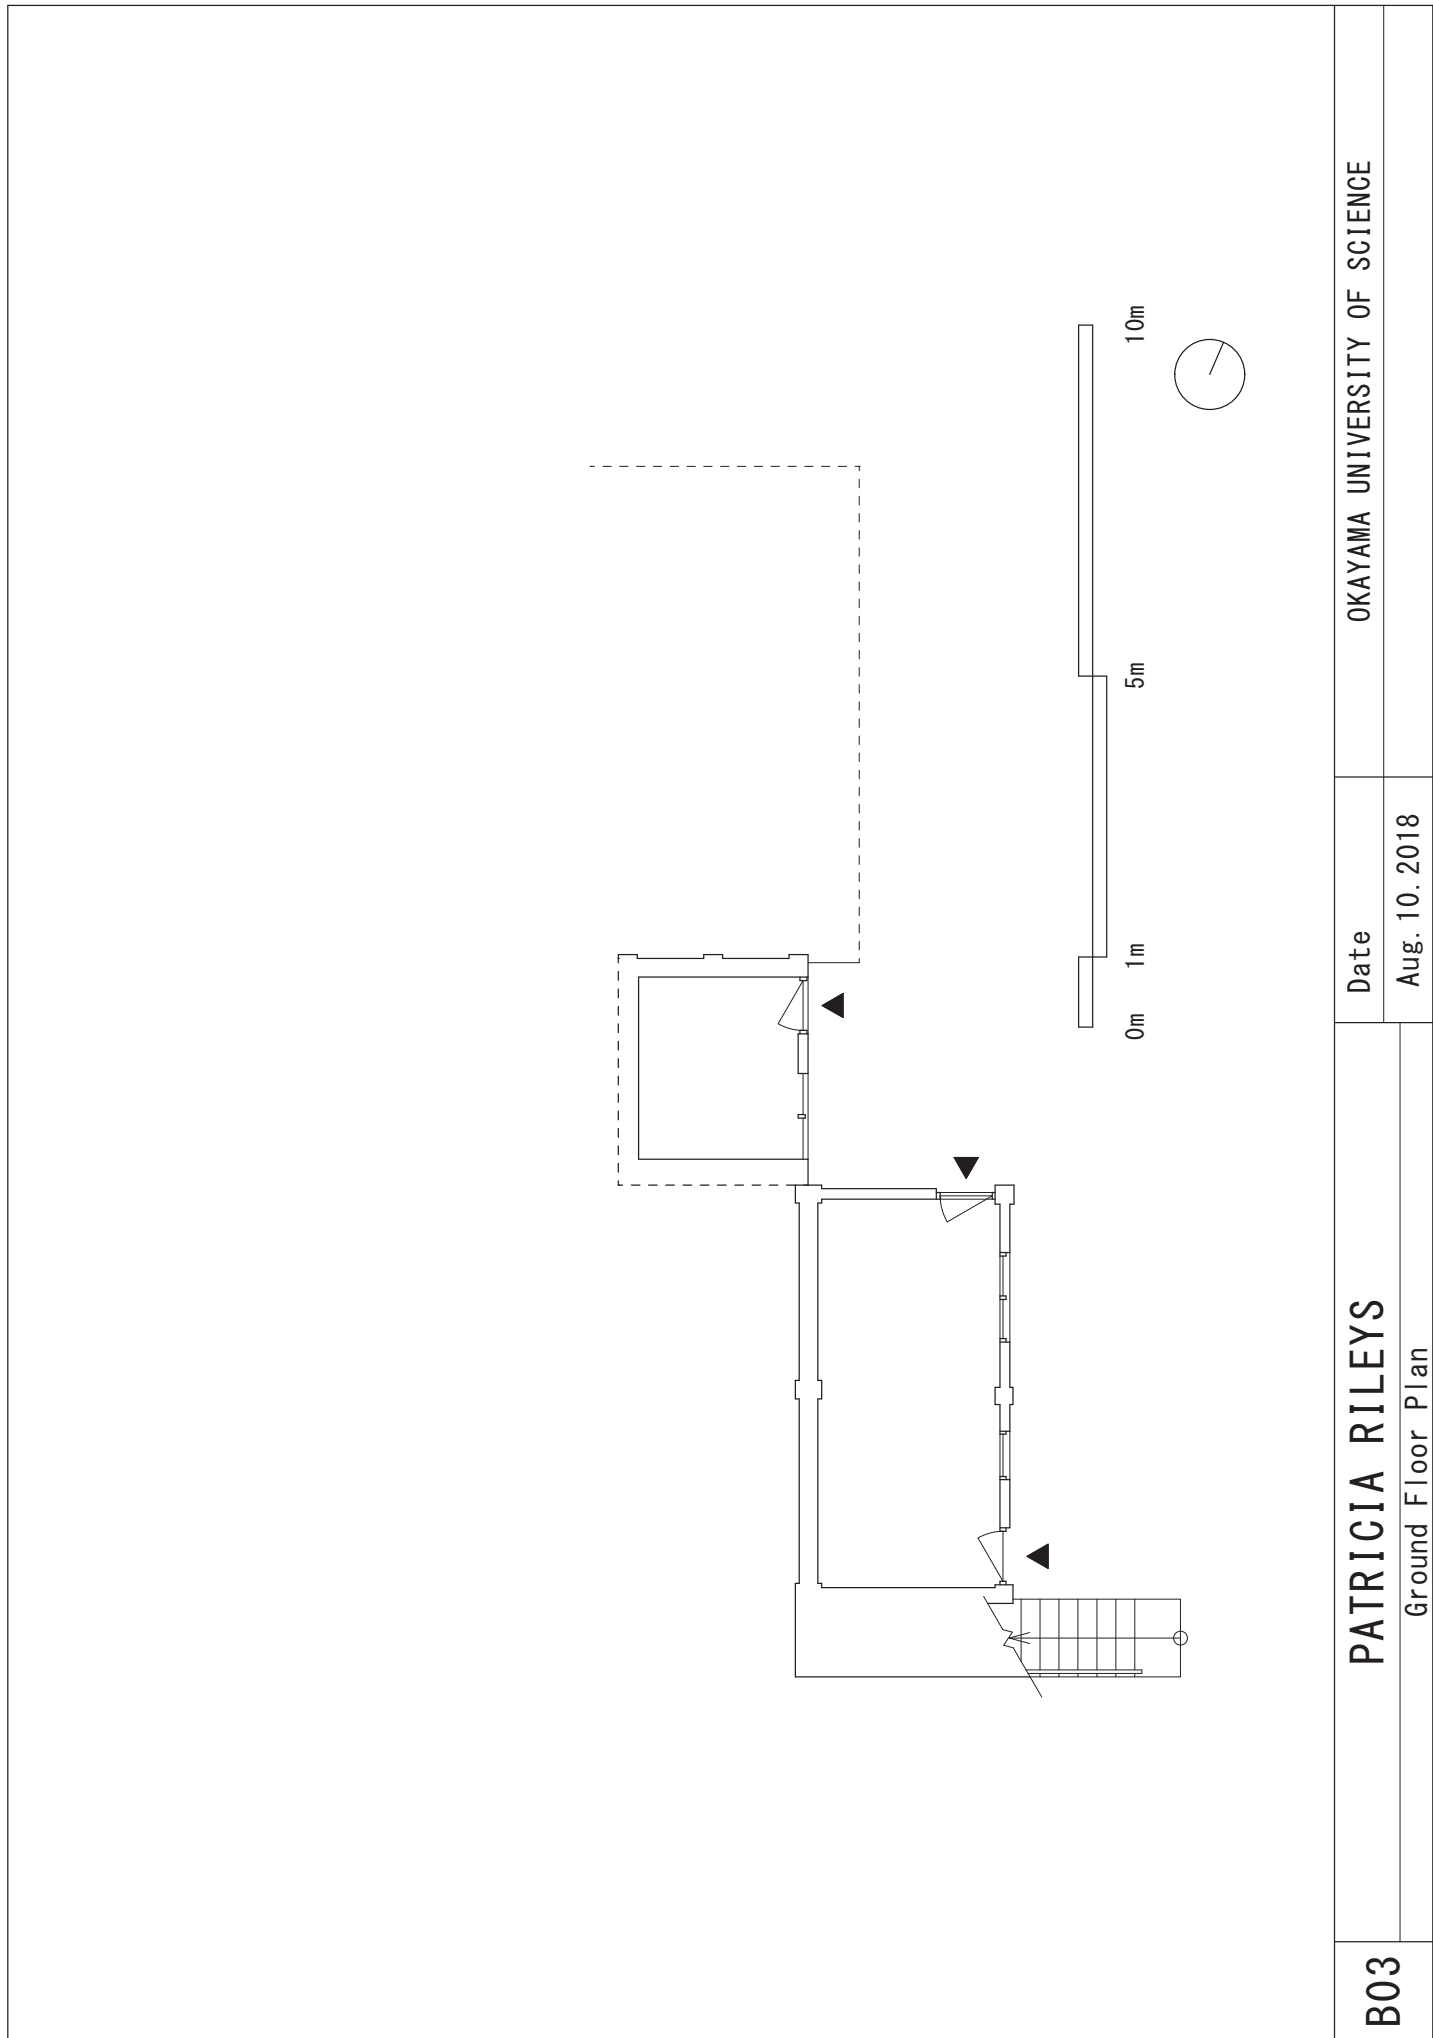 0m
1m
5m
10m
B03
PATRICIA RILEYS
Ground Floor Plan
Date
Aug. 10. 2018
OKAYAMA UNIVERSITY OF SCIENCE